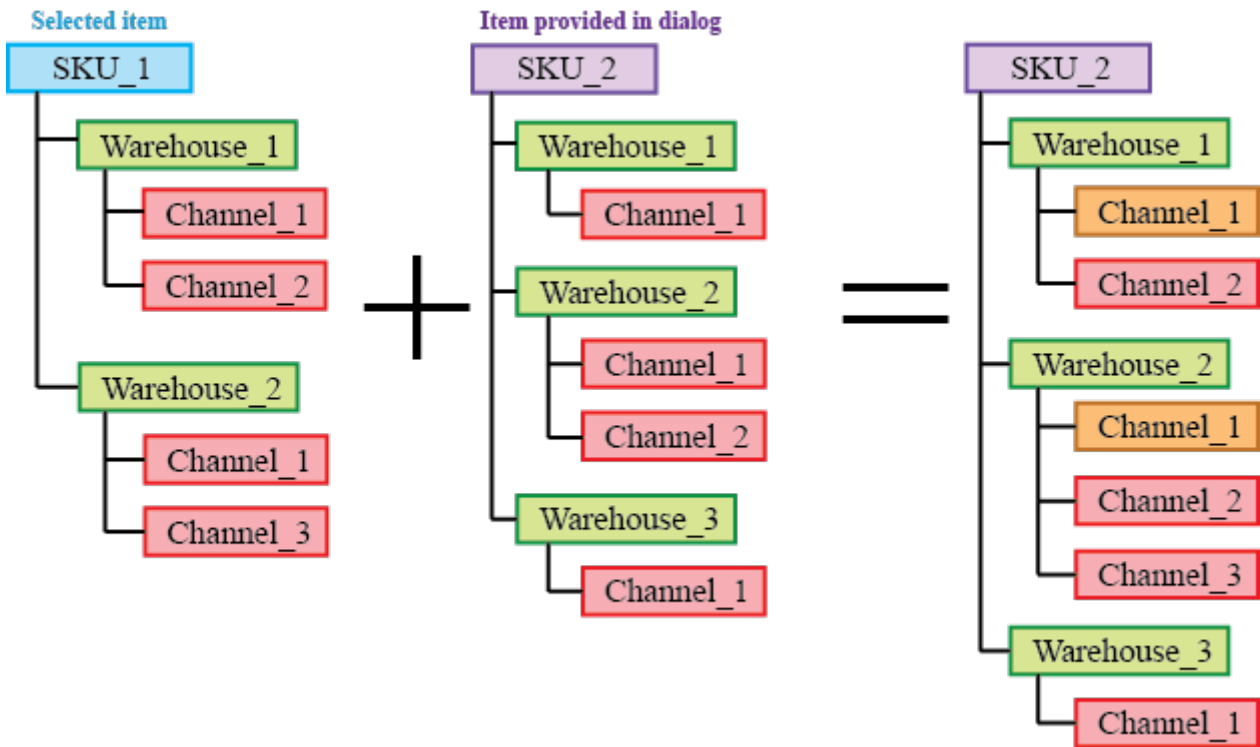 Selected item
SKU_1
Warehouse_1
Channel_1
Channel_2
Warehouse_2
Channel_1
Channel_3
+
Item provided in dialog
SKU_2
Warehouse_1
Channel_1
Warehouse_2
Channel_1
Channel_2
Warehouse_3
Channel_1
=
SKU_2
Warehouse_1
Channel_1
Channel_2
Warehouse_2
Channel_1
Channel_2
Channel_3
Warehouse_3
Channel_1